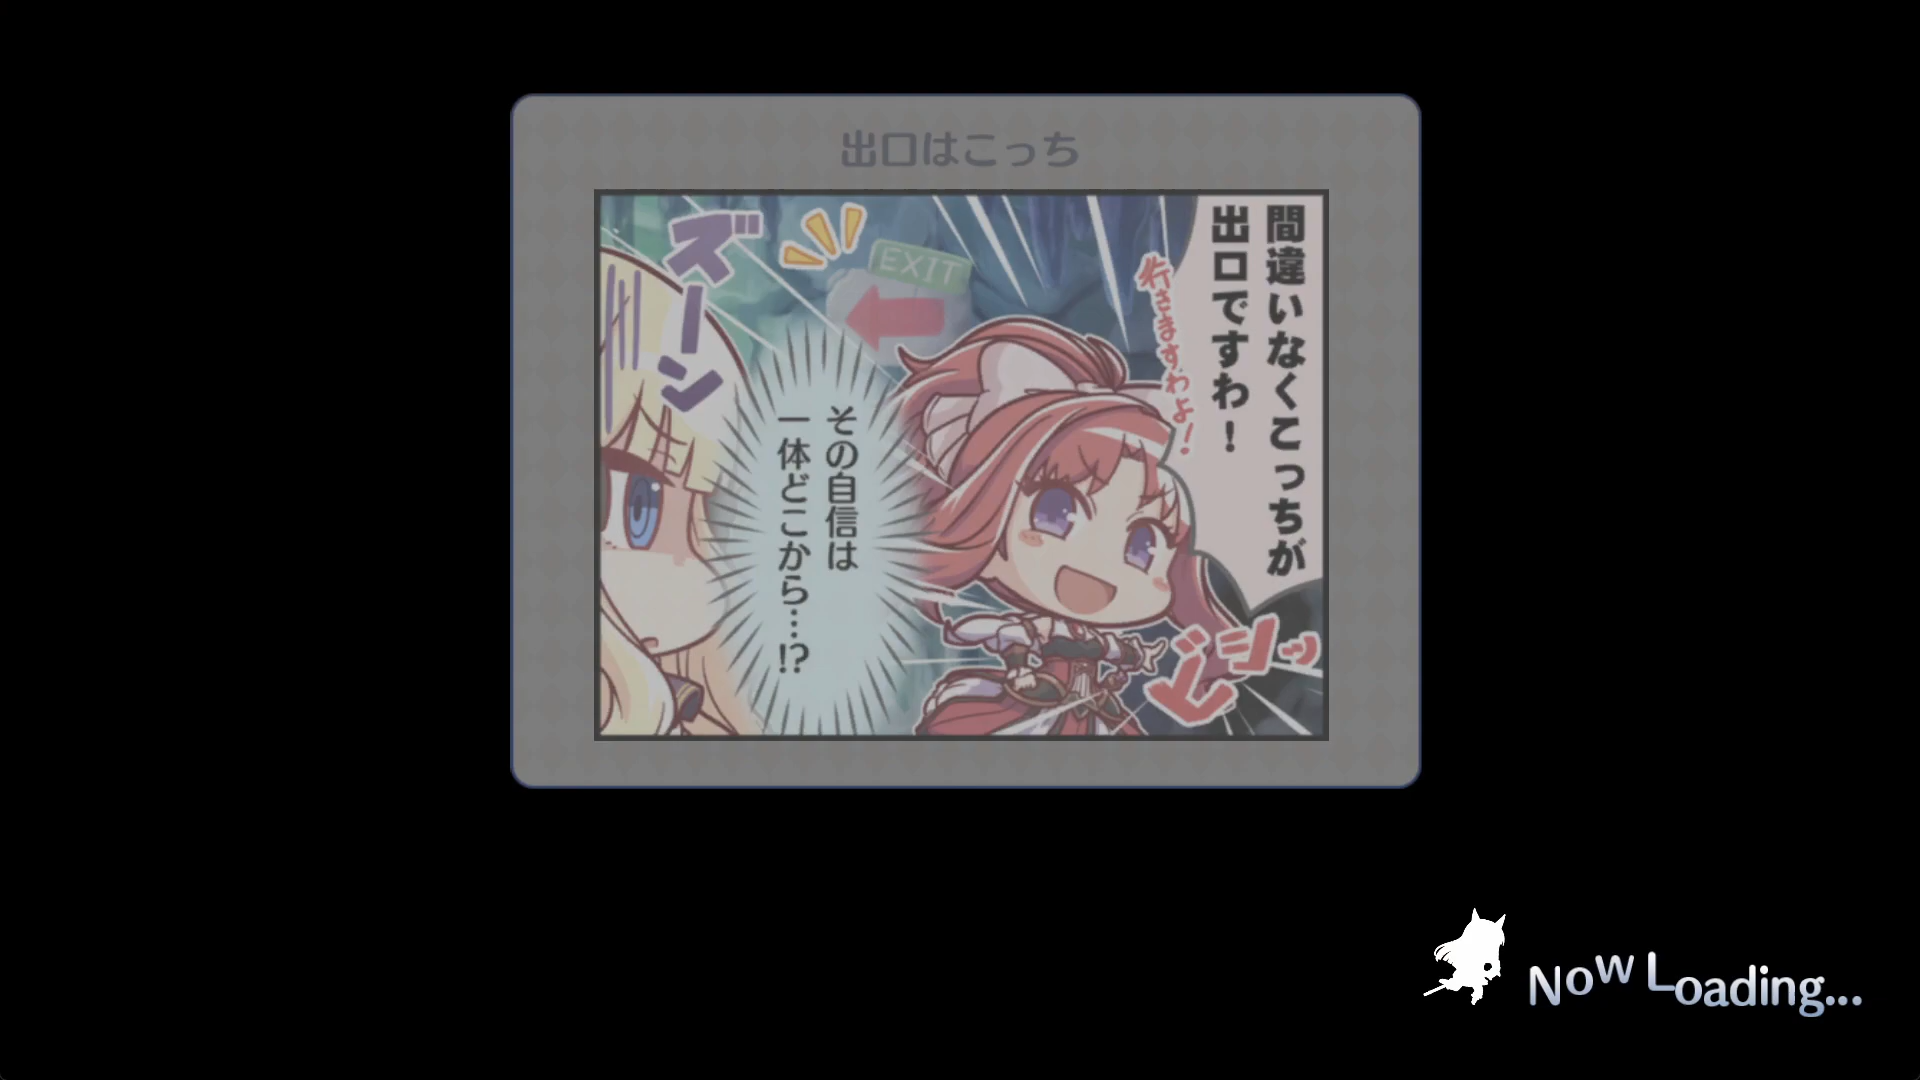 出口はこっち
間違いなくこっちが
出口ですわ！
行きますわよ！
EXIT
ズーン
その自信は
一体どこから…!?
ビシッ
Now Loading...